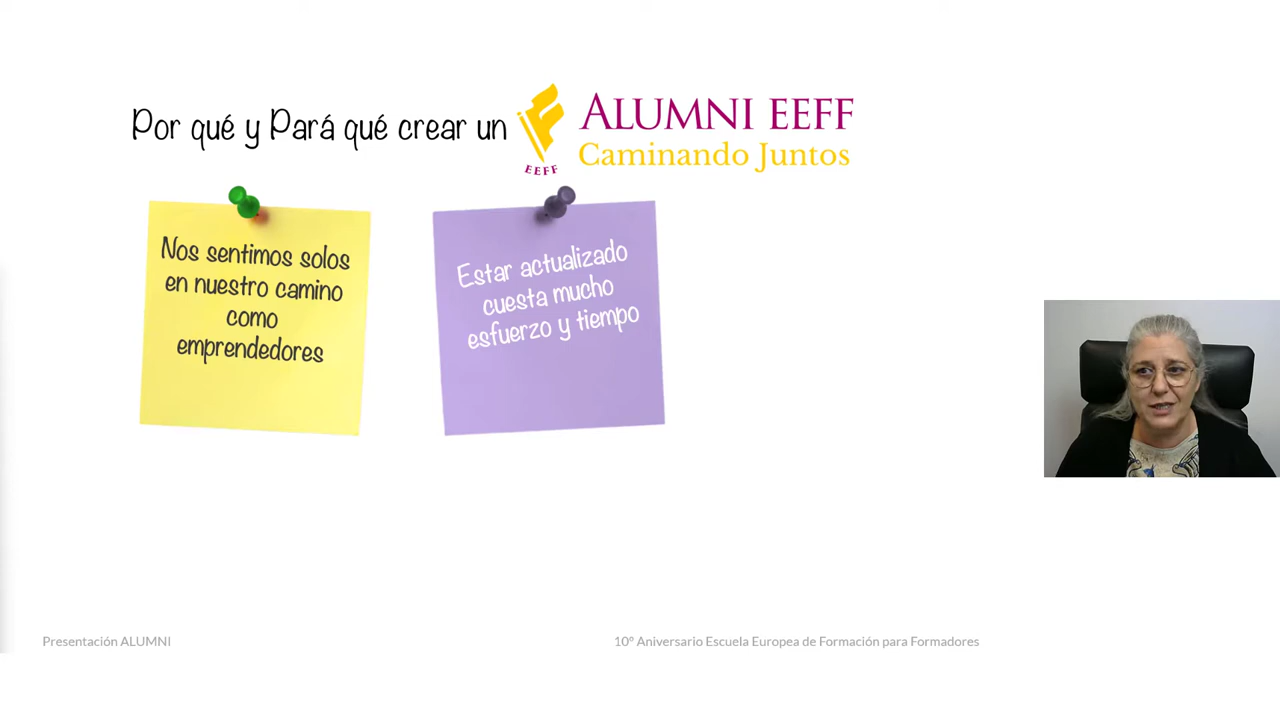 Por qué y Pará qué crear un
EEFF
ALUMNI EEFF
Caminando Juntos
Nos sentimos solos
en nuestro camino
como
emprendedores
Estar actualizado
cuesta mucho
esfuerzo y tiempo
Presentación ALUMNI
10º Aniversario Escuela Europea de Formación para Formadores